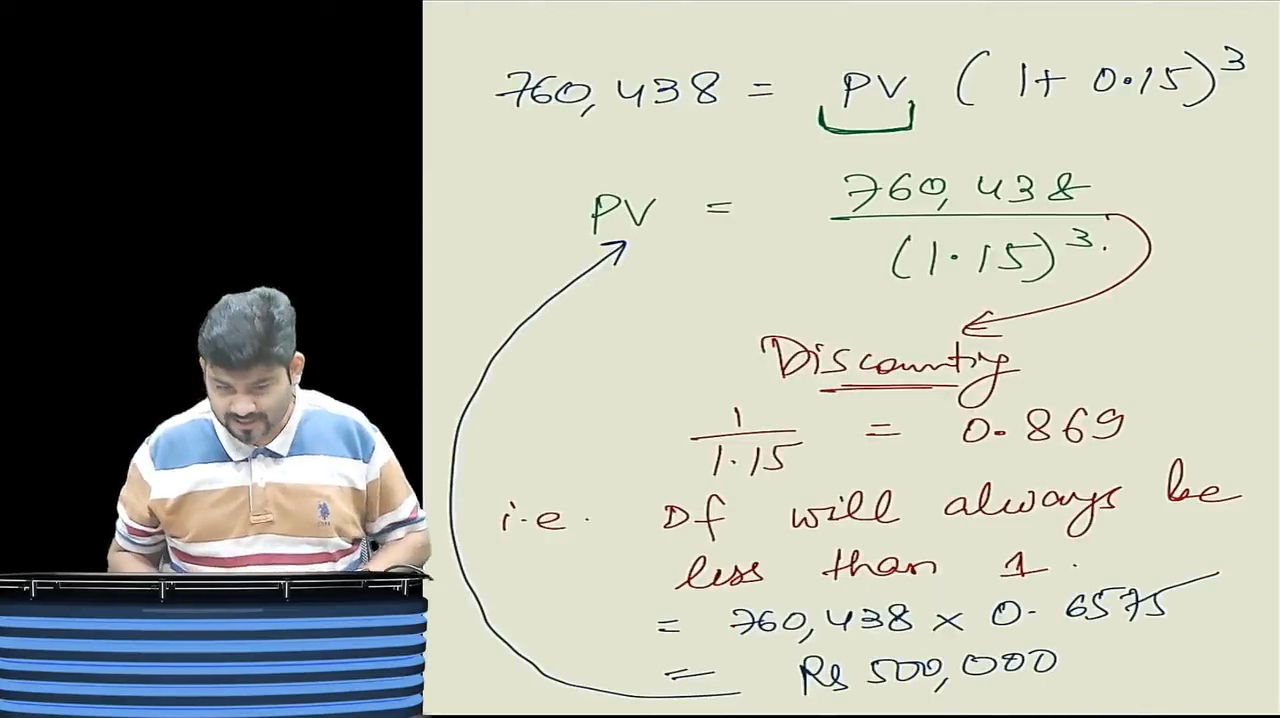 760,438 = PV (1 + 0.15)^3
PV = 760,438 / (1.15)^3.
Discounting
1 / 1.15 = 0.869
i.e. Df will always be
less than 1.
= 760,438 × 0.6575
= Rs 500,000